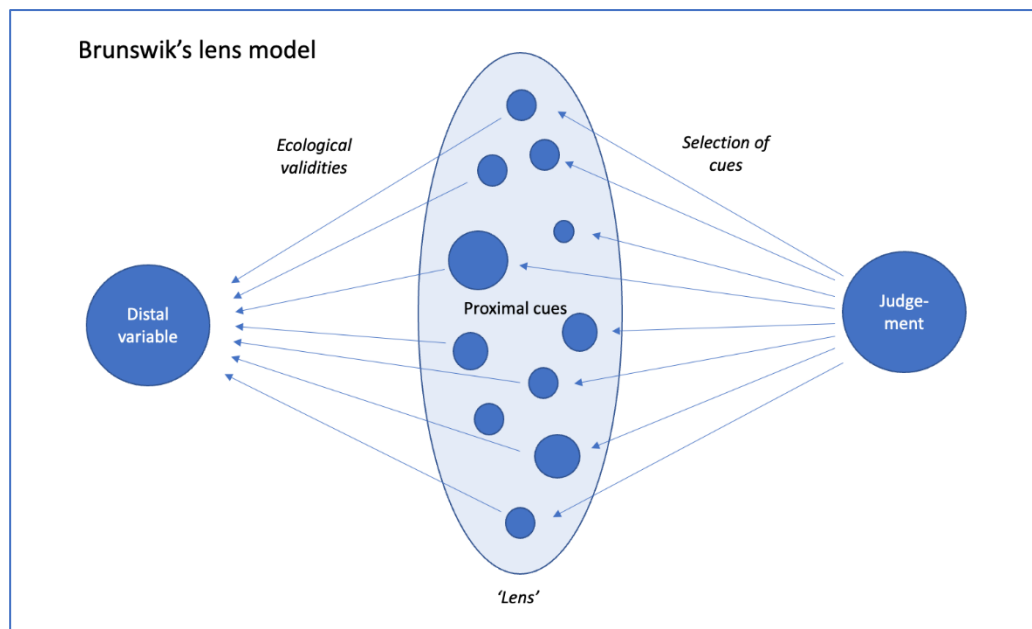 Brunswik’s lens model
Ecological
validities
Selection of
cues
Distal
variable
Proximal cues
Judge-
ment
‘Lens’